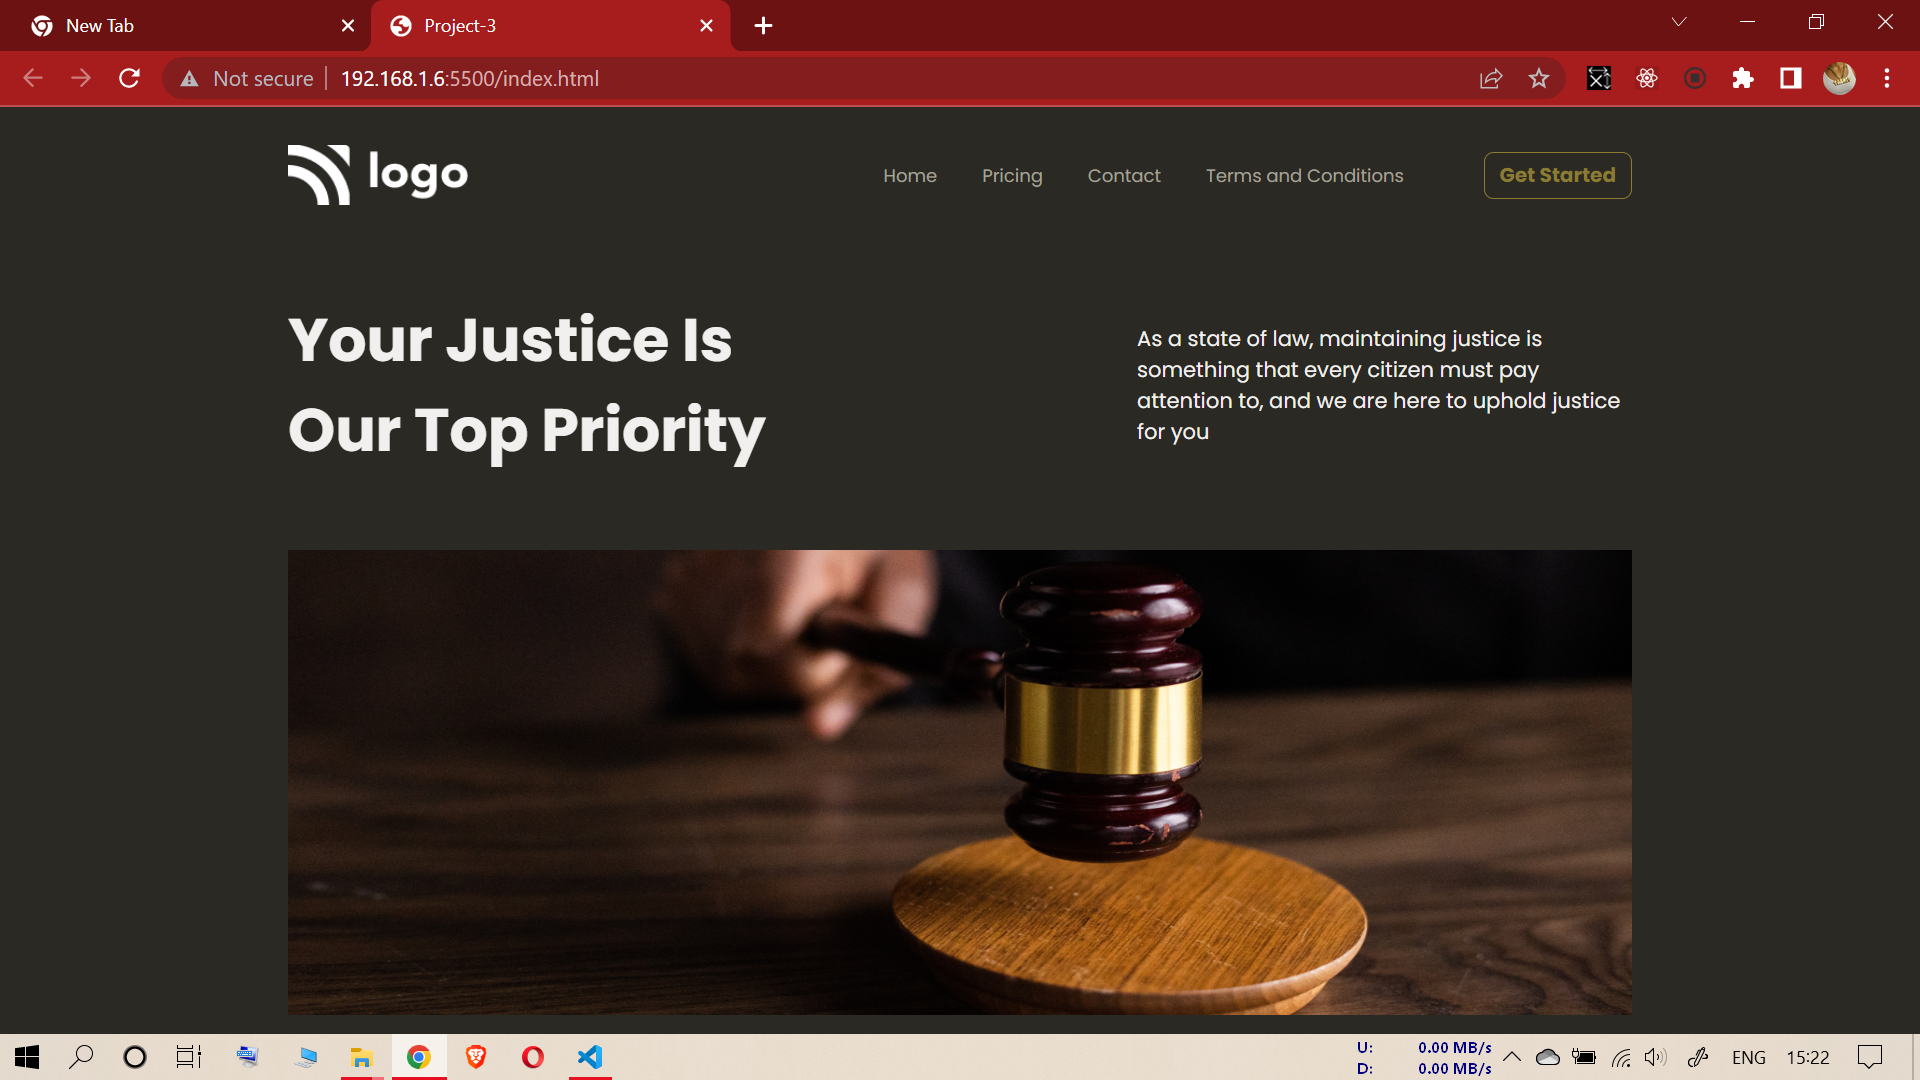 New Tab
Project-3
Not secure
192.168.1.6:5500/index.html
logo
Home
Pricing
Contact
Terms and Conditions
Get Started
Your Justice Is
Our Top Priority
As a state of law, maintaining justice is
something that every citizen must pay
attention to, and we are here to uphold justice
for you
U: 0.00 MB/s
D: 0.00 MB/s
ENG
15:22